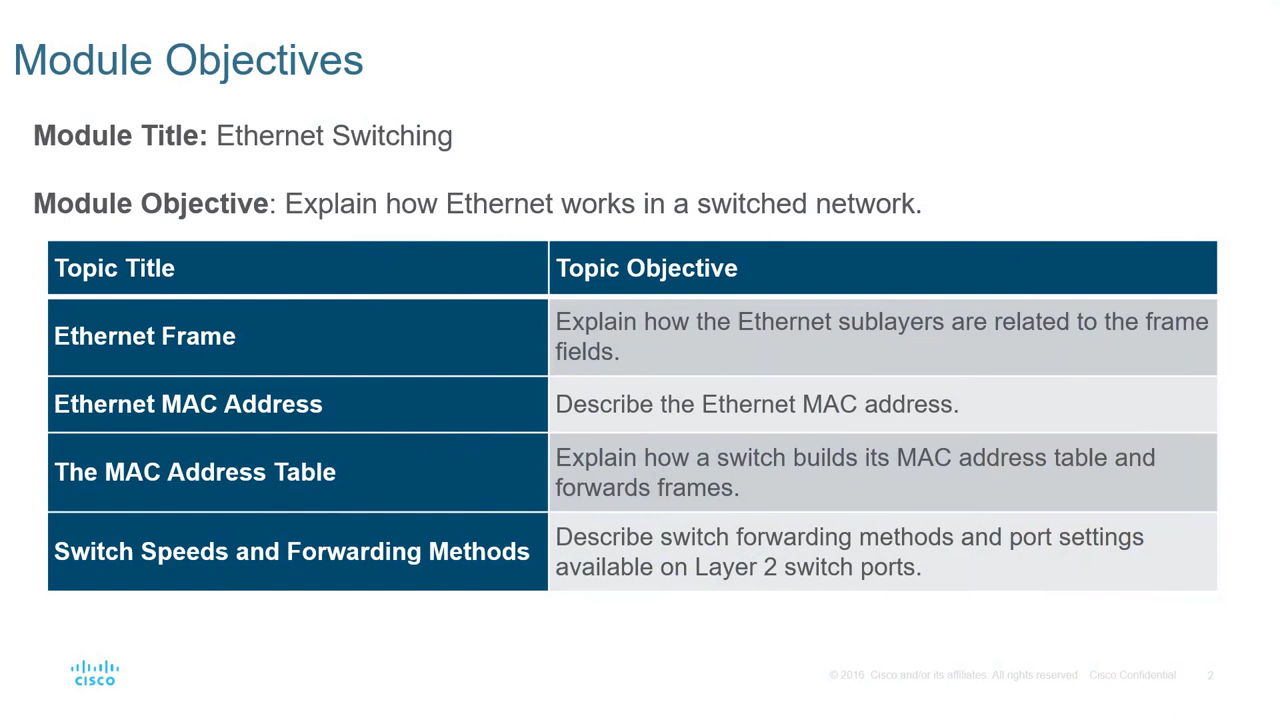 Module Objectives
Module Title: Ethernet Switching
Module Objective: Explain how Ethernet works in a switched network.
Topic Title
Topic Objective
Ethernet Frame
Explain how the Ethernet sublayers are related to the frame
fields.
Ethernet MAC Address
Describe the Ethernet MAC address.
The MAC Address Table
Explain how a switch builds its MAC address table and
forwards frames.
Switch Speeds and Forwarding Methods
Describe switch forwarding methods and port settings
available on Layer 2 switch ports.
CISCO
© 2016 Cisco and/or its affiliates. All rights reserved Cisco Confidential 2